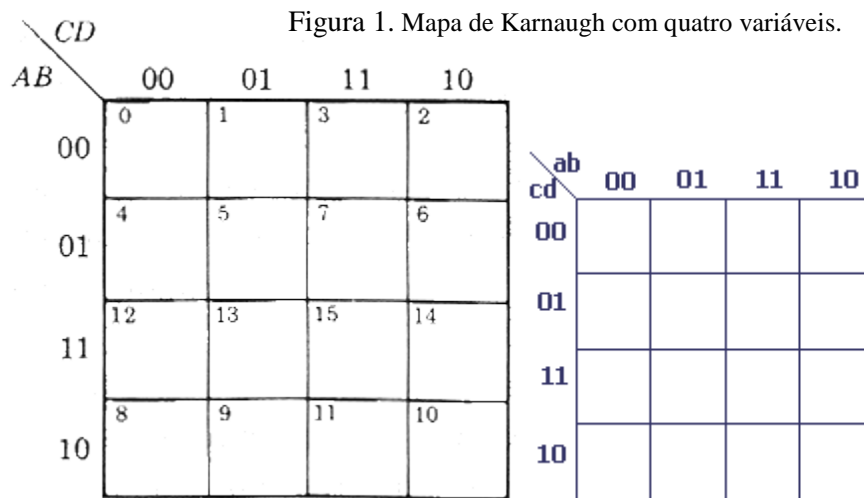 Figura 1. Mapa de Karnaugh com quatro variáveis.
CD
AB 00 01 11 10
00 0 1 3 2
01 4 5 7 6
11 12 13 15 14
10 8 9 11 10
ab
cd 00 01 11 10
00
01
11
10